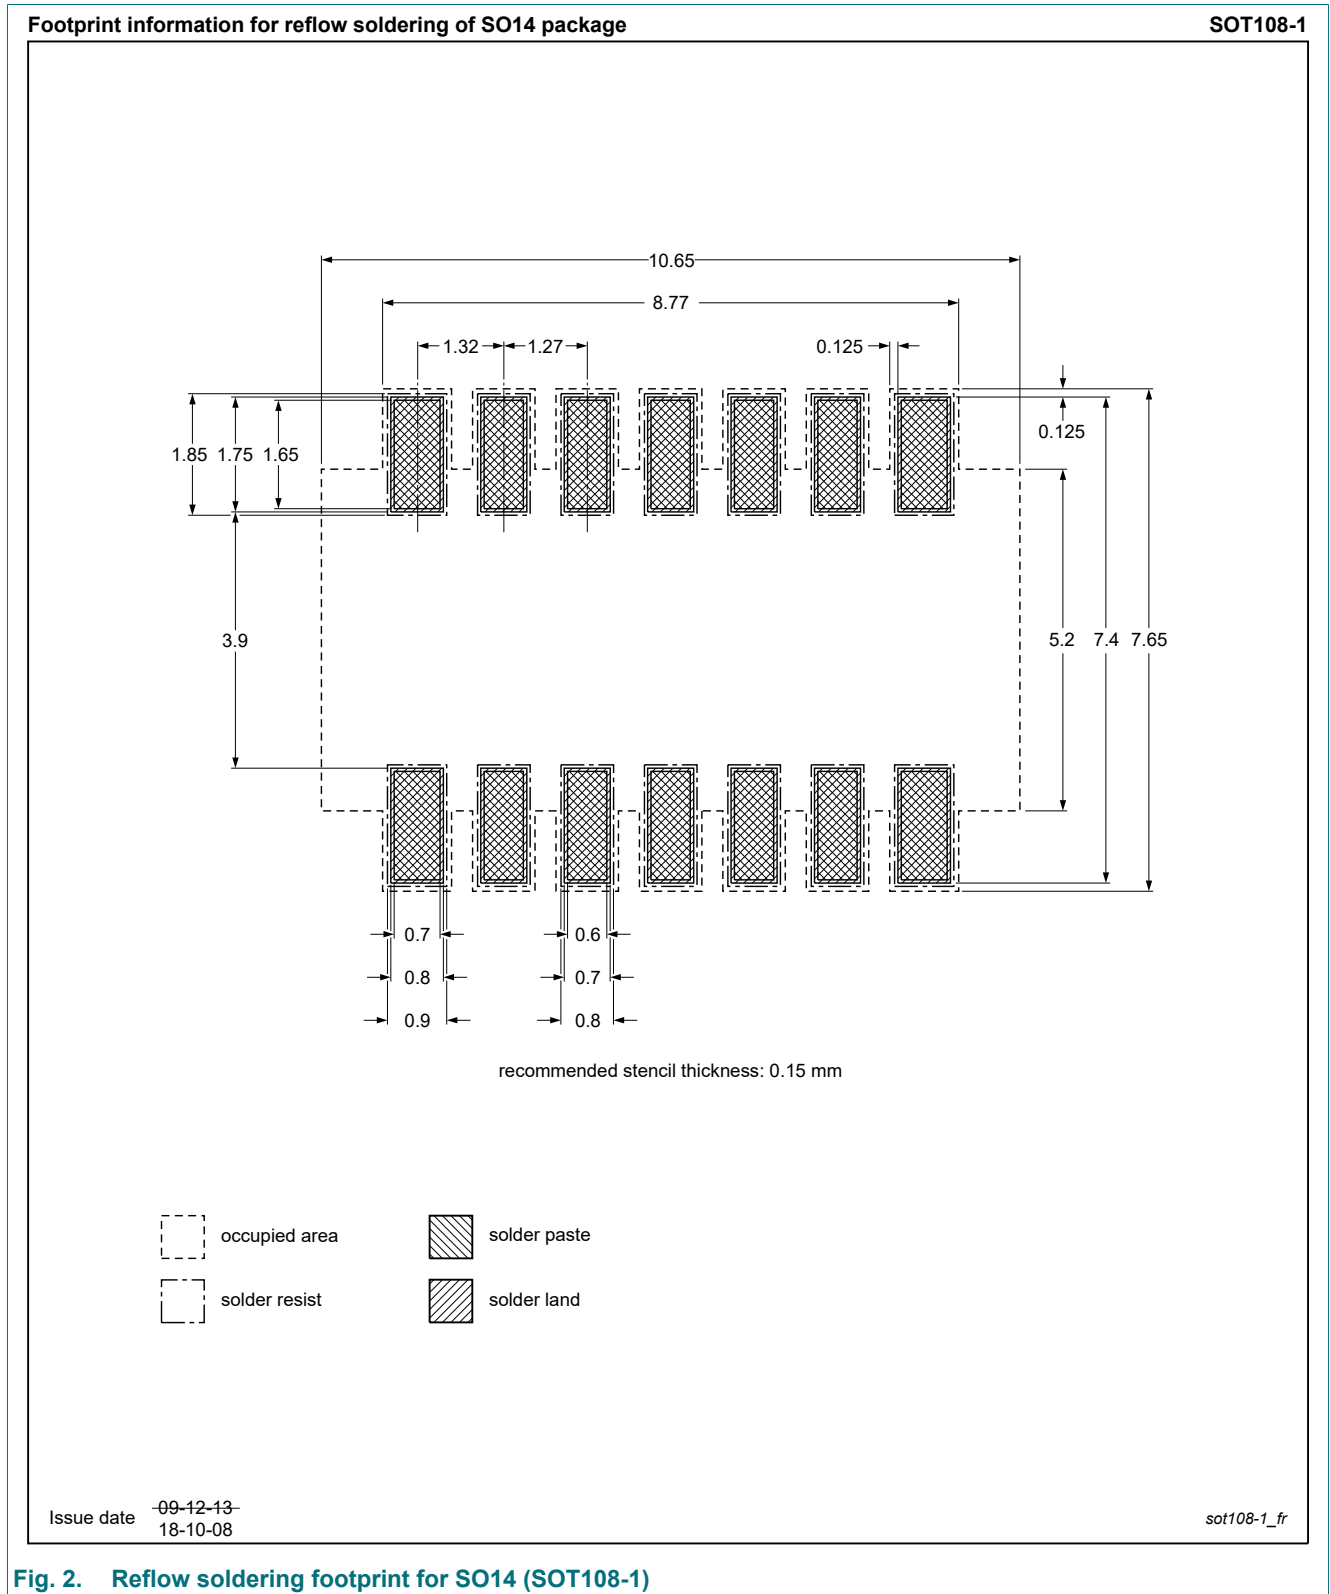 Footprint information for reflow soldering of SO14 package SOT108-1
10.65
8.77
1.32 1.27 0.125
0.125
1.85 1.75 1.65
3.9 5.2 7.4 7.65
0.7 0.6
0.8 0.7
0.9 0.8
recommended stencil thickness: 0.15 mm
occupied area solder paste
solder resist solder land
Issue date 09-12-13
18-10-08
sot108-1_fr
Fig. 2. Reflow soldering footprint for SO14 (SOT108-1)